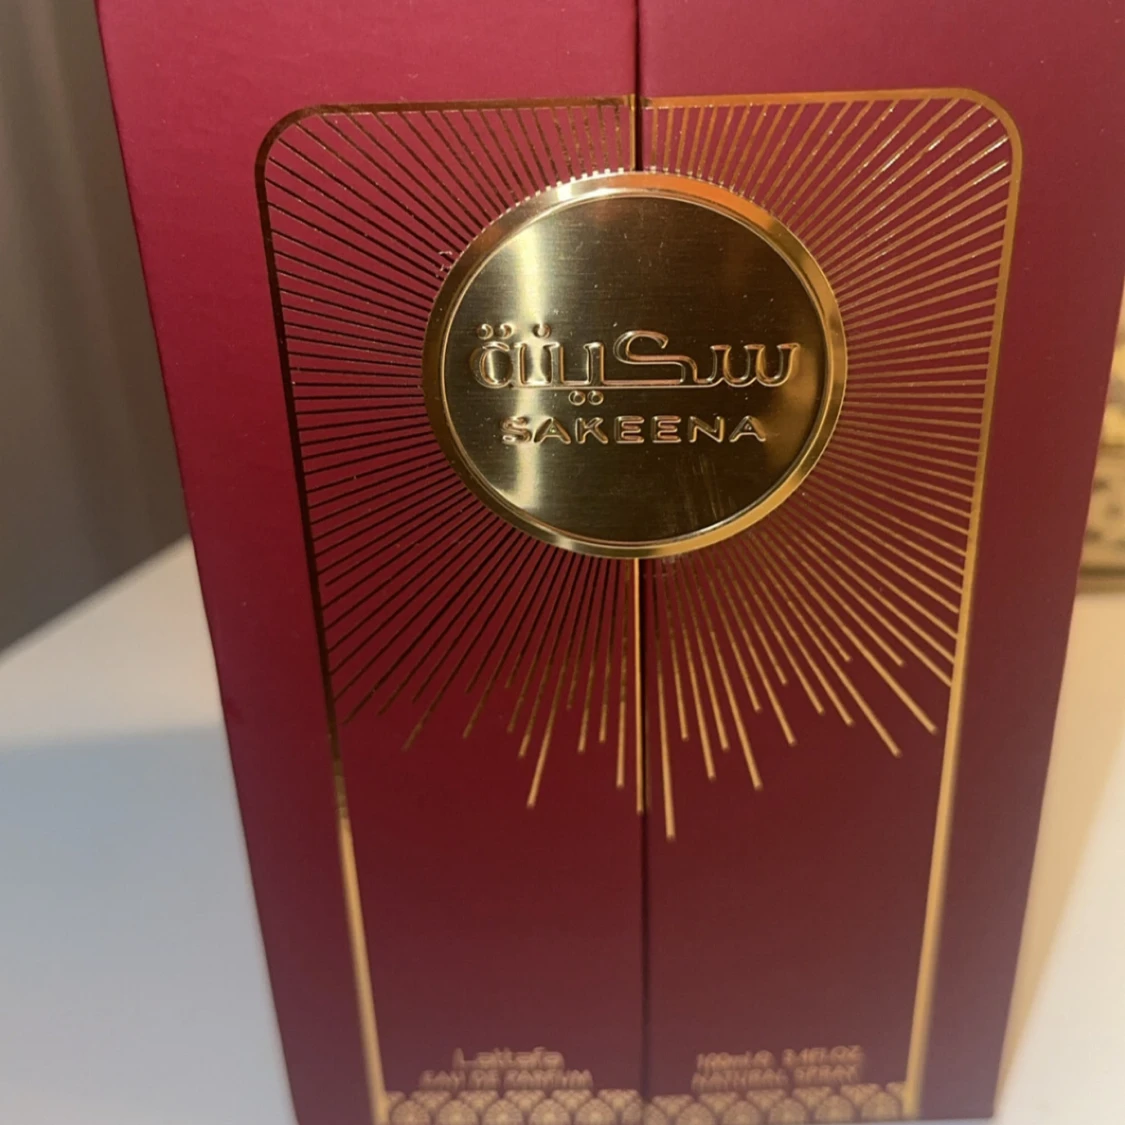 سكينة
SAKEENA
Lattafa
EAU DE PARFUM
100ml ℮ 3.4FL.OZ
NATURAL SPRAY